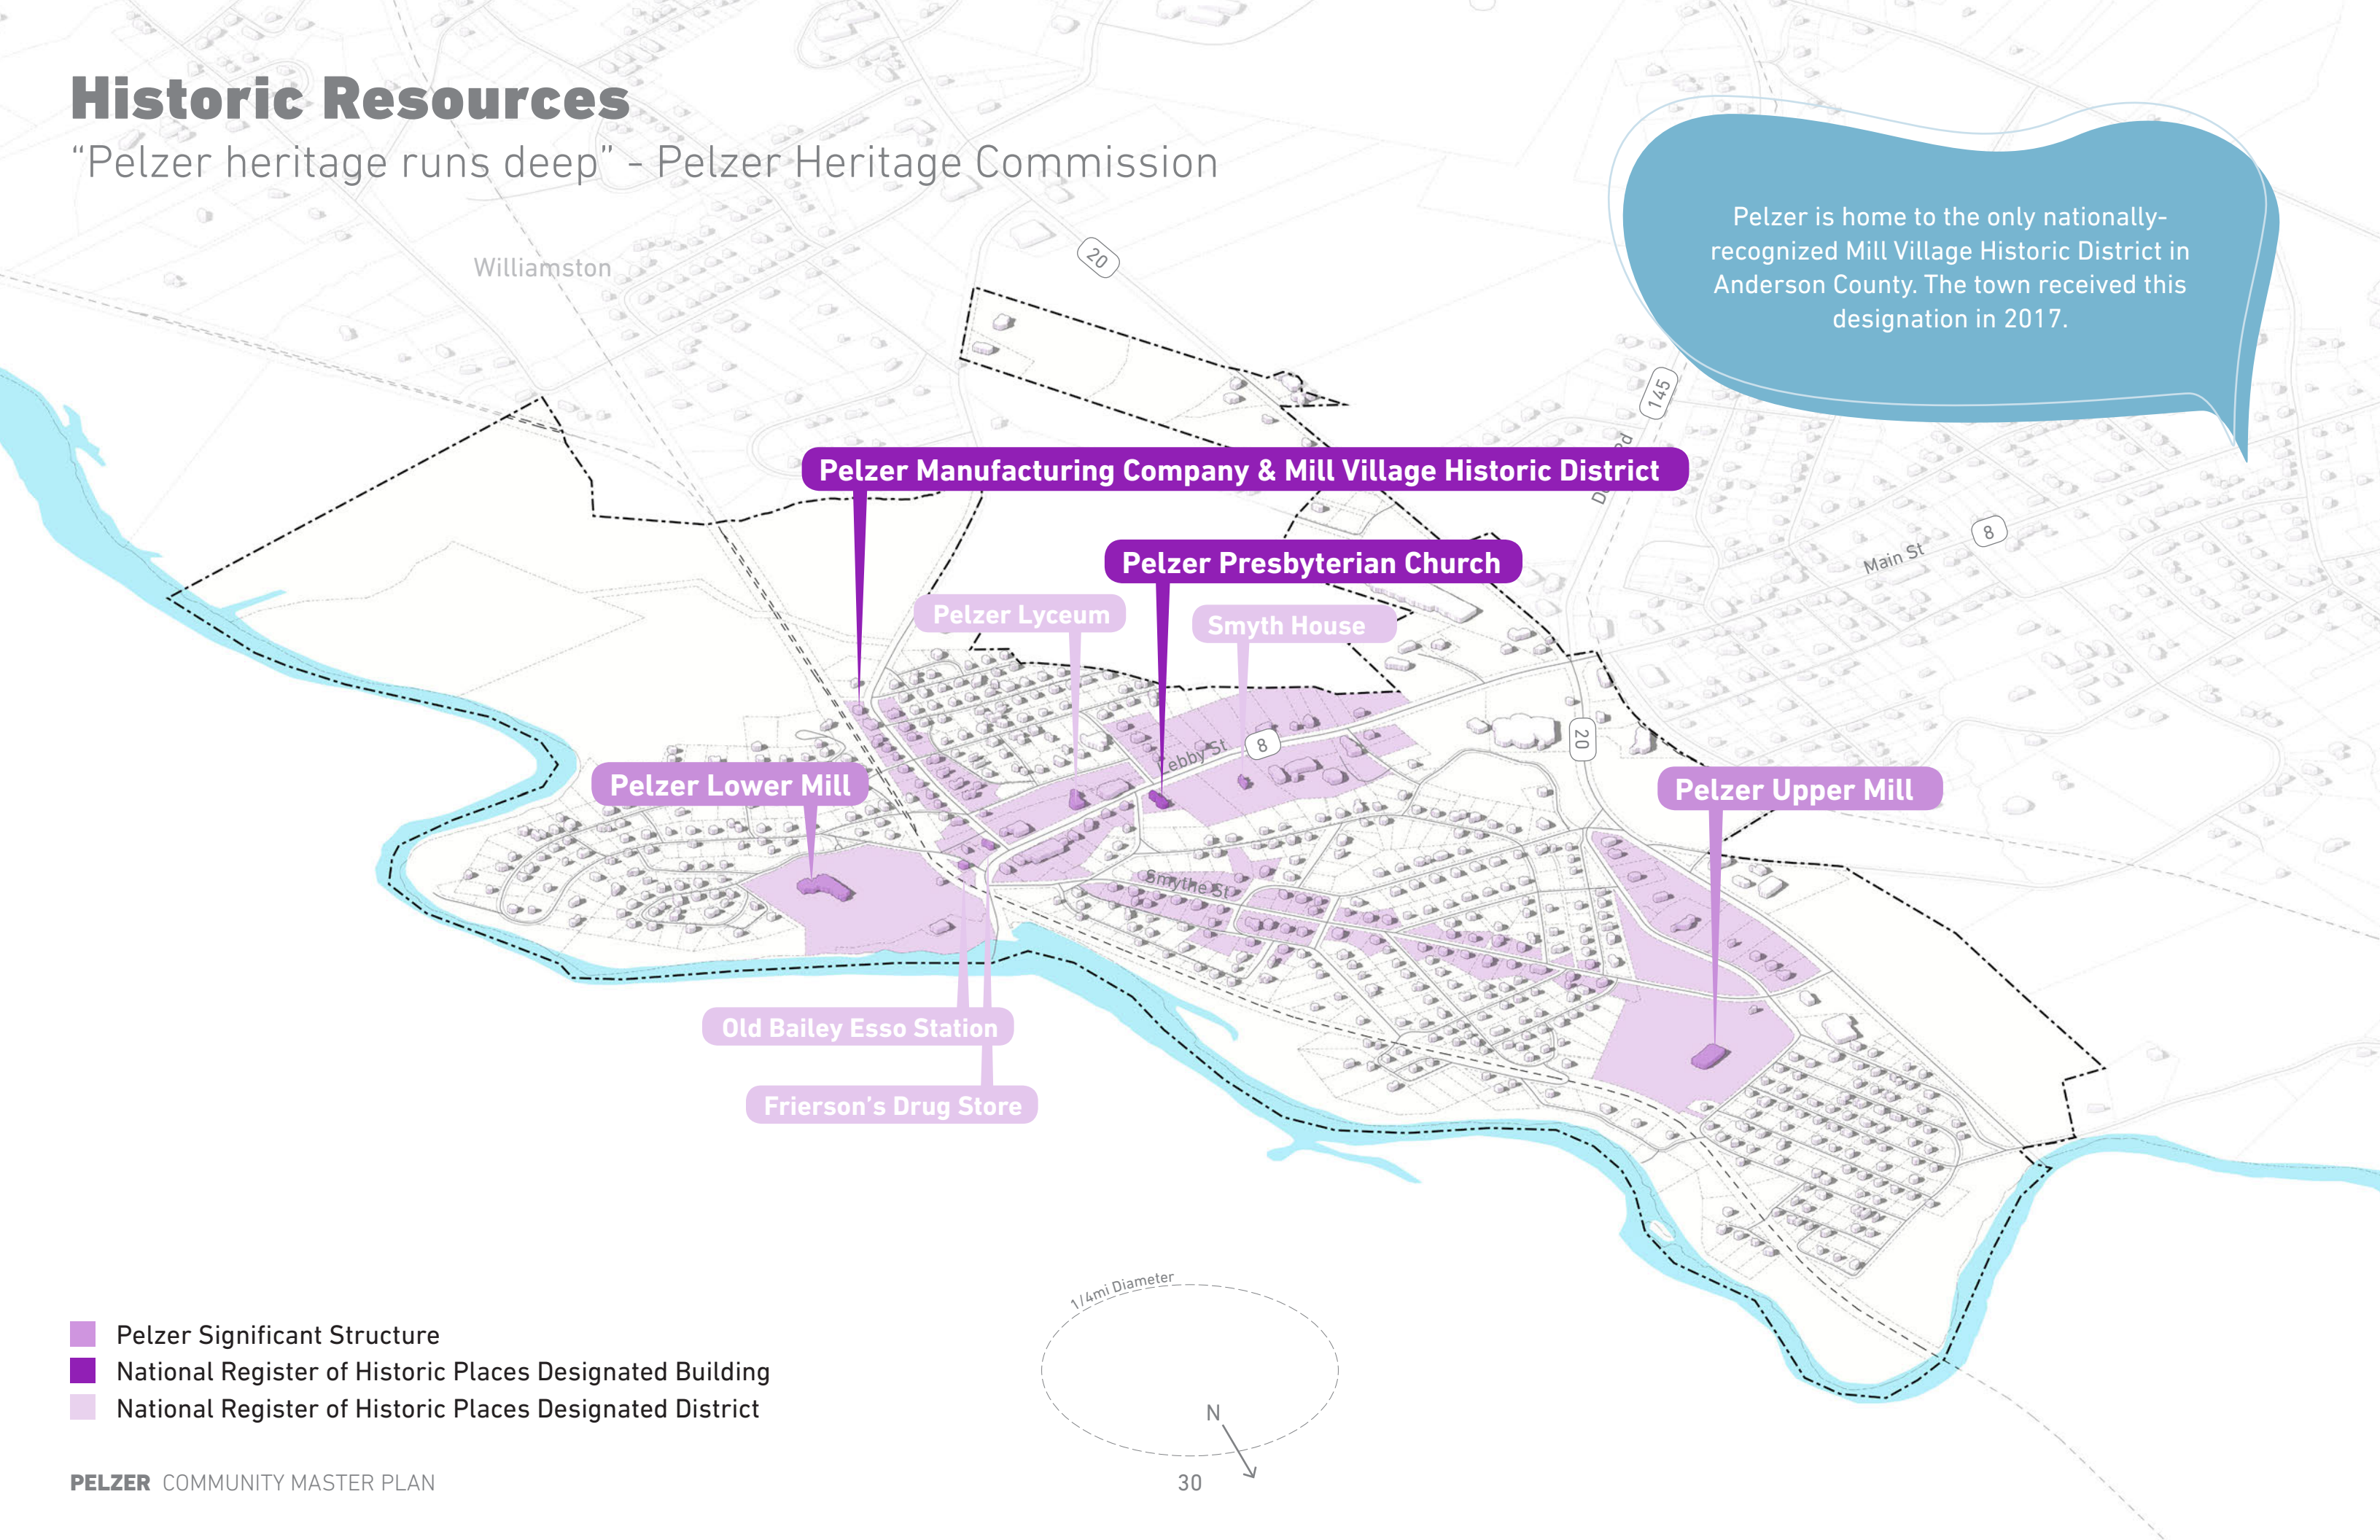 Historic Resources
“Pelzer heritage runs deep” - Pelzer Heritage Commission
Pelzer is home to the only nationally-
recognized Mill Village Historic District in
Anderson County. The town received this
designation in 2017.
Williamston
20
145
Pelzer Manufacturing Company & Mill Village Historic District
8
Main St
Pelzer Presbyterian Church
Pelzer Lyceum
Smyth House
Lebby St
8
20
Pelzer Lower Mill
Pelzer Upper Mill
Smythe St
Old Bailey Esso Station
Frierson’s Drug Store
1/4mi Diameter
N
Pelzer Significant Structure
National Register of Historic Places Designated Building
National Register of Historic Places Designated District
PELZER COMMUNITY MASTER PLAN
30